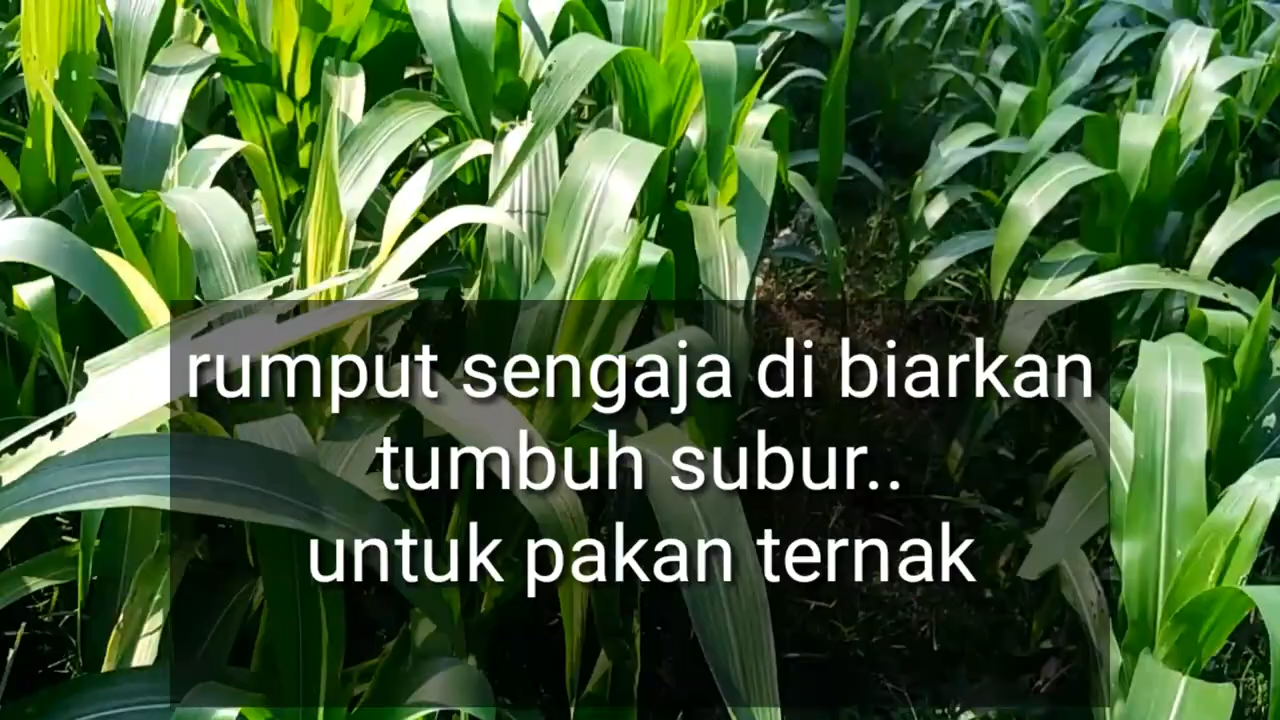 rumput sengaja di biarkan
tumbuh subur..
untuk pakan ternak